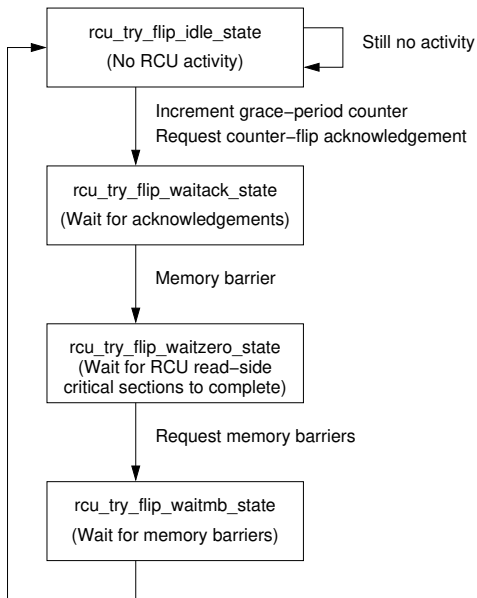 rcu_try_flip_idle_state
(No RCU activity)
Still no activity
Increment grace−period counter
Request counter−flip acknowledgement
rcu_try_flip_waitack_state
(Wait for acknowledgements)
Memory barrier
rcu_try_flip_waitzero_state
(Wait for RCU read−side
critical sections to complete)
Request memory barriers
rcu_try_flip_waitmb_state
(Wait for memory barriers)